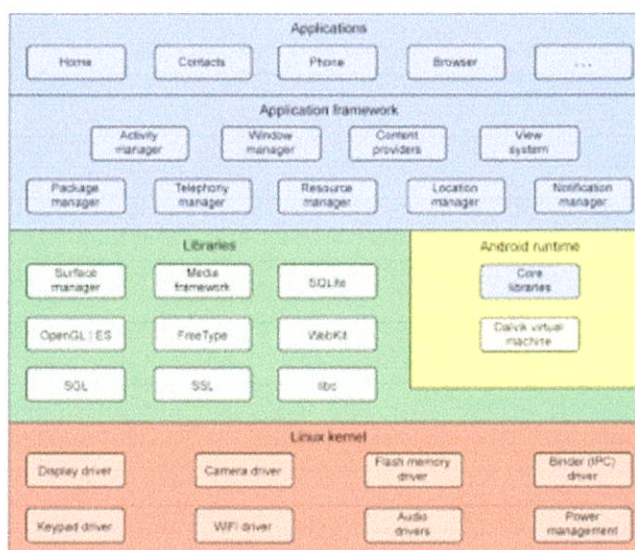 Applications
Home
Contacts
Phone
Browser
...
Application framework
Activity
manager
Window
manager
Content
providers
View
system
Package
manager
Telephony
manager
Resource
manager
Location
manager
Notification
manager
Libraries
Android runtime
Surface
manager
Media
framework
SQLite
Core
libraries
OpenGL | ES
FreeType
WebKit
Dalvik virtual
machine
SGL
SSL
libc
Linux kernel
Display driver
Camera driver
Flash memory
driver
Binder (IPC)
driver
Keypad driver
WiFi driver
Audio
drivers
Power
management